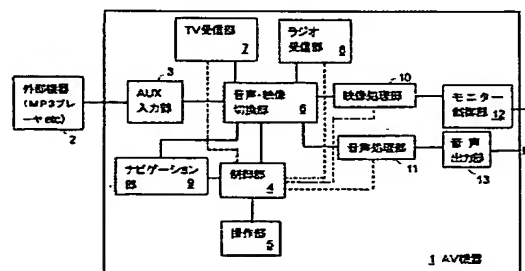 TV受信部
7
ラジオ
受信部
8
外部機器
(MP3プレ
ーヤ etc)
2
3
AUX
入力部
音声・映像
切換部
6
10
映像処理部
モニター
制御部
12
音声処理部
11
音声
出力部
13
ナビゲーション
部
9
制御部
4
操作部
5
1 AV機器